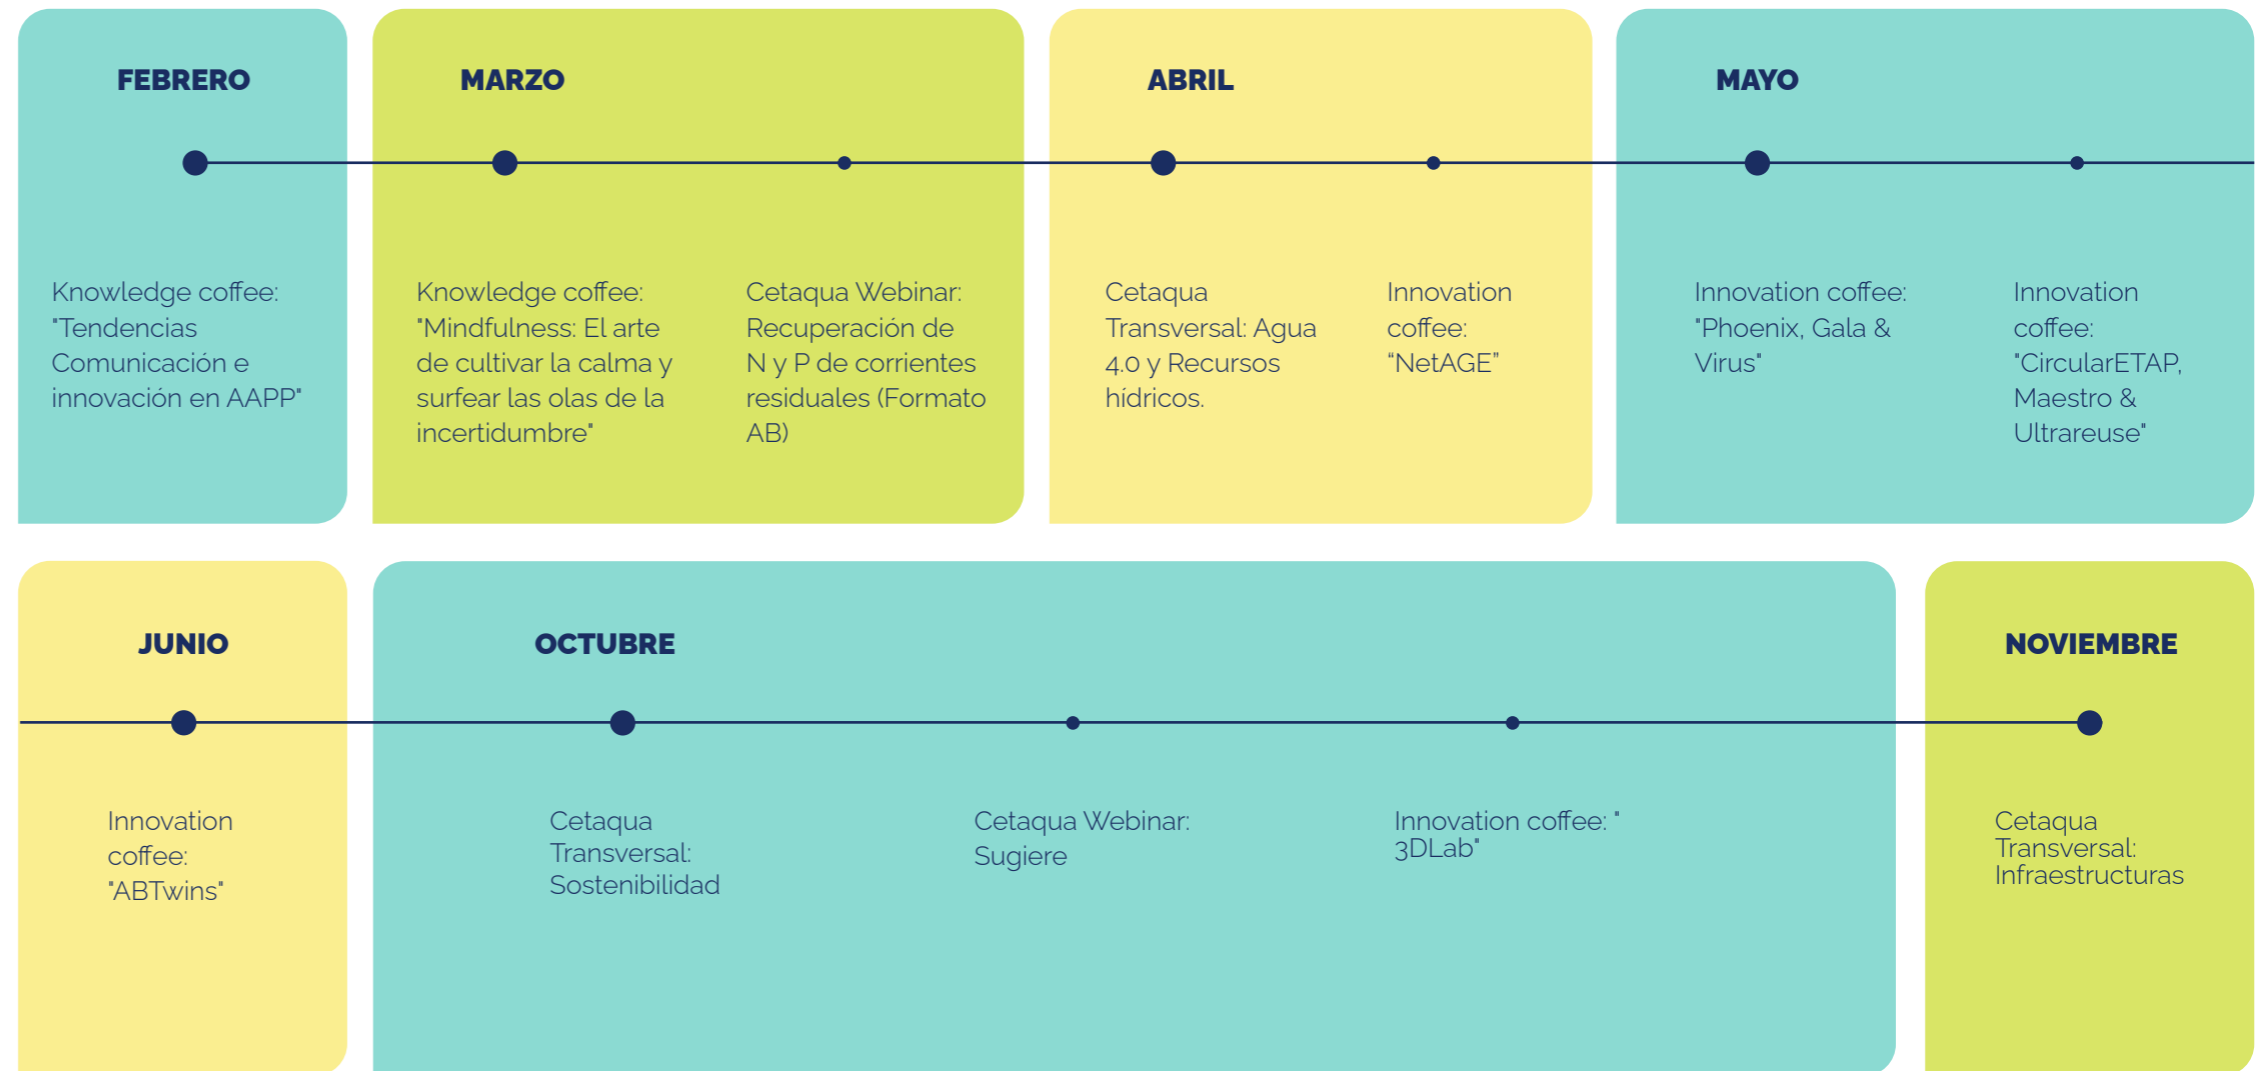 FEBRERO
Knowledge coffee:
"Tendencias
Comunicación e
innovación en AAPP"
MARZO
Knowledge coffee:
"Mindfulness: El arte
de cultivar la calma y
surfear las olas de la
incertidumbre"
Cetaqua Webinar:
Recuperación de
N y P de corrientes
residuales (Formato
AB)
ABRIL
Cetaqua
Transversal: Agua
4.0 y Recursos
hídricos.
Innovation
coffee:
“NetAGE”
MAYO
Innovation coffee:
"Phoenix, Gala &
Virus"
Innovation
coffee:
"CircularETAP,
Maestro &
Ultrareuse"
JUNIO
Innovation
coffee:
"ABTwins"
OCTUBRE
Cetaqua
Transversal:
Sostenibilidad
Cetaqua Webinar:
Sugiere
Innovation coffee: "
3DLab"
NOVIEMBRE
Cetaqua
Transversal:
Infraestructuras